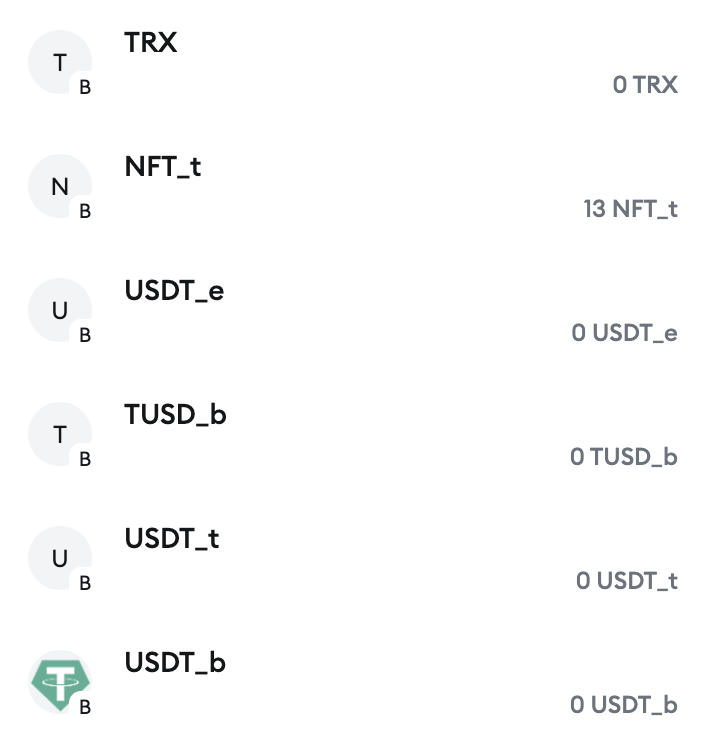 T
B
TRX
0 TRX
N
B
NFT_t
13 NFT_t
U
B
USDT_e
0 USDT_e
T
B
TUSD_b
0 TUSD_b
U
B
USDT_t
0 USDT_t
T
B
USDT_b
0 USDT_b